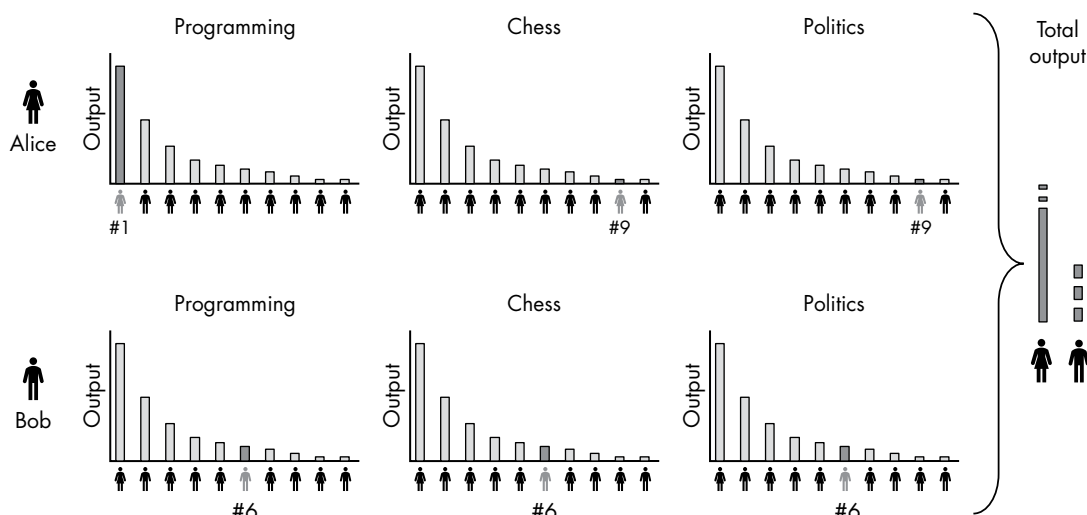 Programming
Chess
Politics
Total
output
Output
Output
Output
Alice
#1
#9
#9
Programming
Chess
Politics
Output
Output
Output
Bob
#6
#6
#6